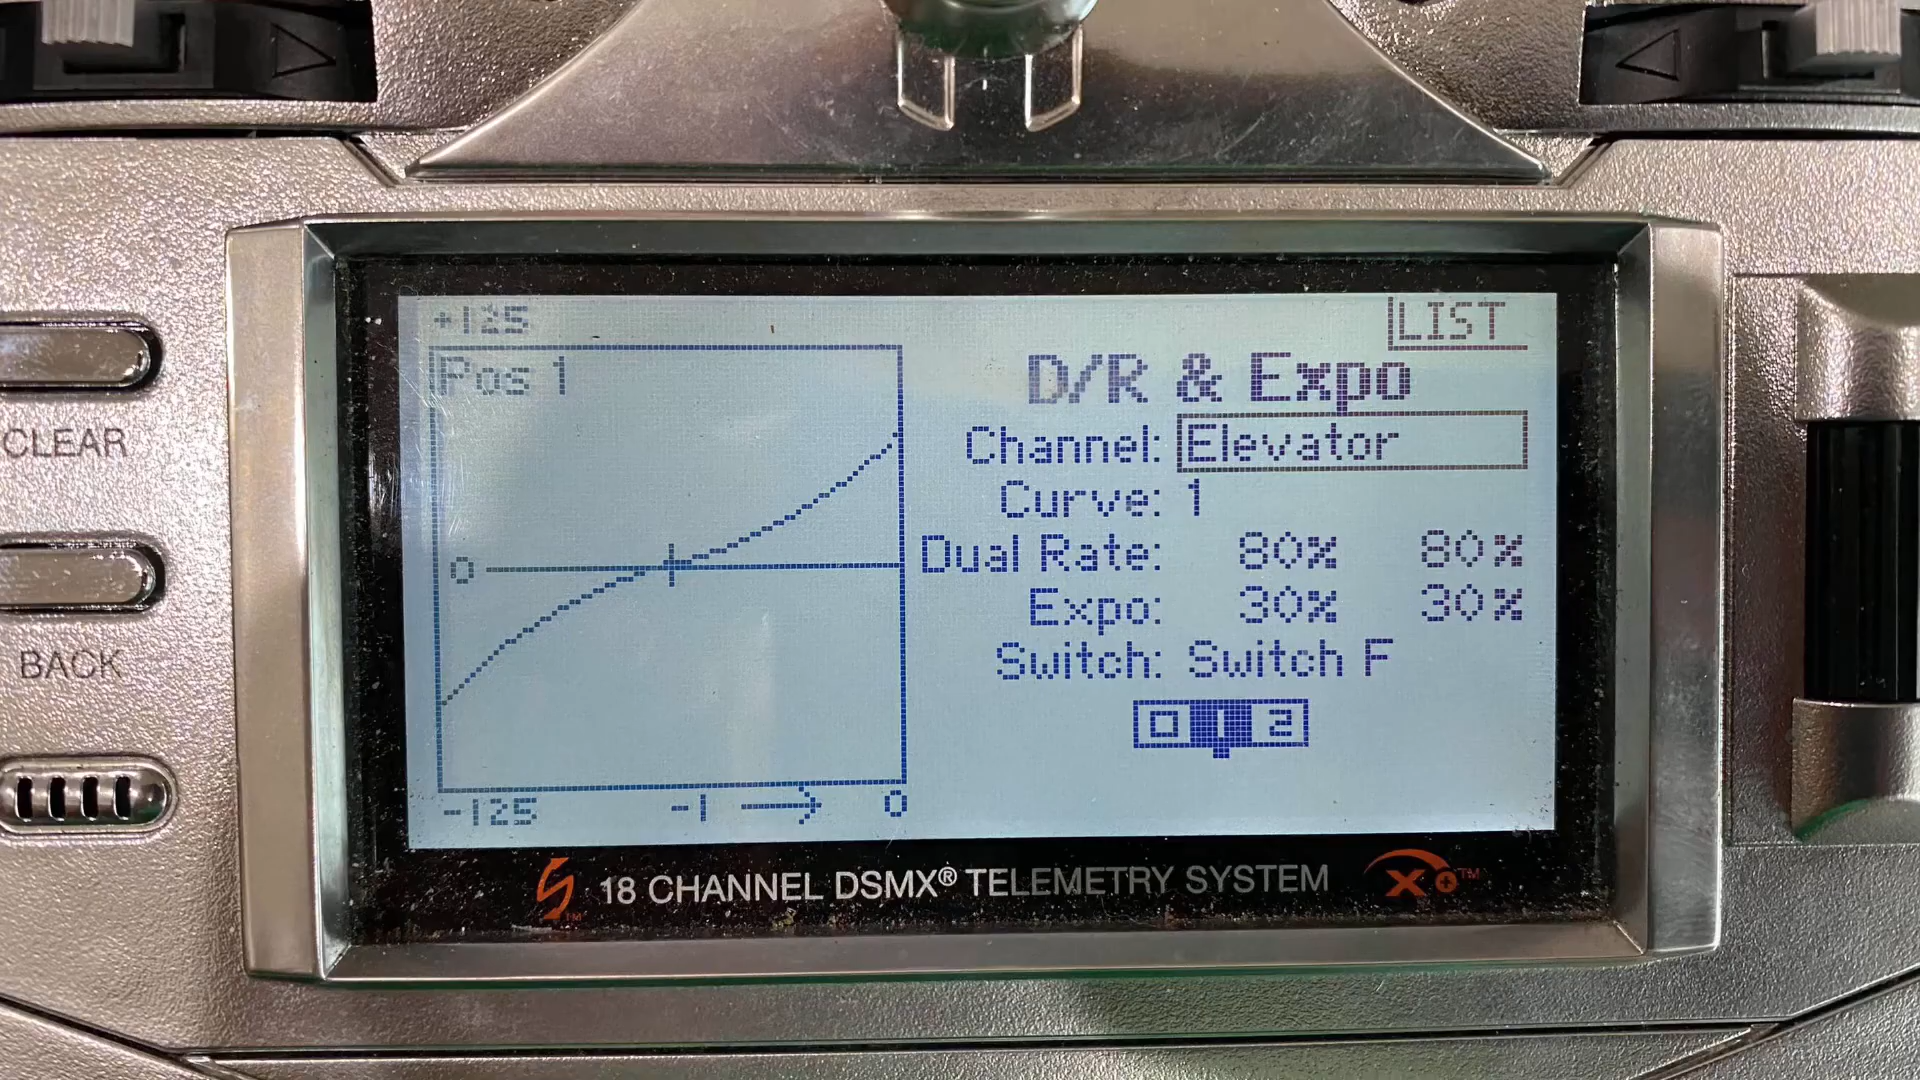 +125
LIST
Pos 1
D/R & Expo
Channel: Elevator
Curve: 1
0
Dual Rate: 80% 80%
Expo: 30% 30%
Switch: Switch F
0 1 2
-125 -1 → 0
CLEAR
BACK
18 CHANNEL DSMX® TELEMETRY SYSTEM X+™